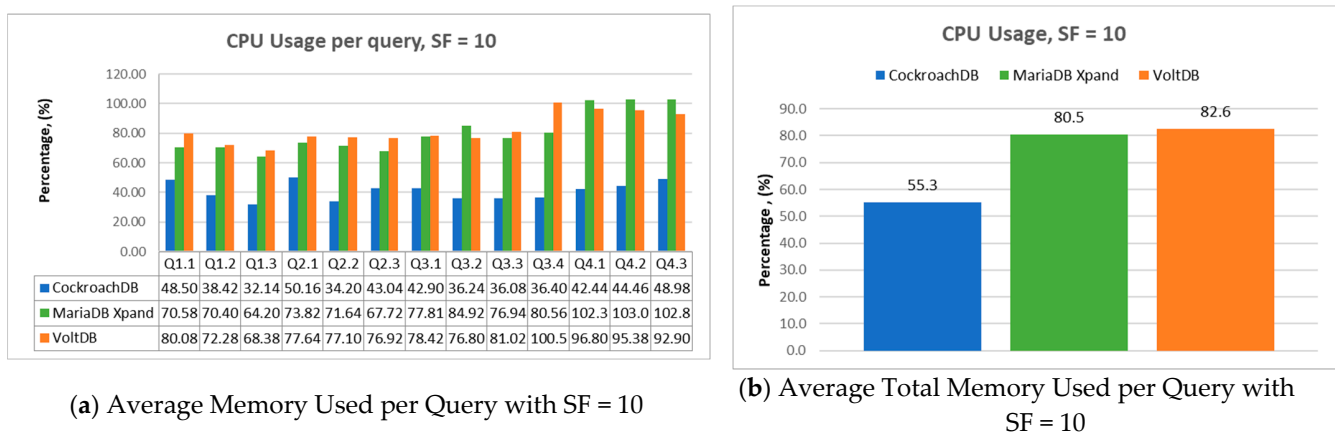 CPU Usage per query, SF = 10
Percentage, (%)
120.00
100.00
80.00
60.00
40.00
20.00
0.00
Q1.1 Q1.2 Q1.3 Q2.1 Q2.2 Q2.3 Q3.1 Q3.2 Q3.3 Q3.4 Q4.1 Q4.2 Q4.3
CockroachDB 48.50 38.42 32.14 50.16 34.20 43.04 42.90 36.24 36.08 36.40 42.44 44.46 48.98
MariaDB Xpand 70.58 70.40 64.20 73.82 71.64 67.72 77.81 84.92 76.94 80.56 102.3 103.0 102.8
VoltDB 80.08 72.28 68.38 77.64 77.10 76.92 78.42 76.80 81.02 100.5 96.80 95.38 92.90
(a) Average Memory Used per Query with SF = 10
CPU Usage, SF = 10
CockroachDB MariaDB Xpand VoltDB
Percentage , (%)
90.0
80.0
70.0
60.0
50.0
40.0
30.0
20.0
10.0
0.0
55.3
80.5
82.6
(b) Average Total Memory Used per Query with
SF = 10